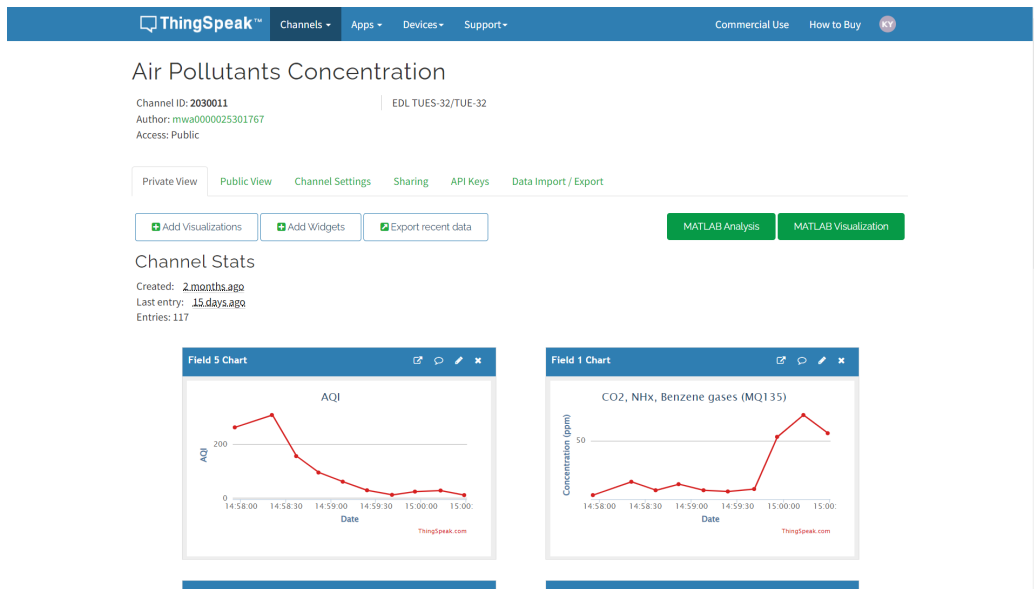 ThingSpeak™ Channels Apps Devices Support Commercial Use How to Buy KY
Air Pollutants Concentration
Channel ID: 2030011
Author: mwa0000025301767
Access: Public
EDL TUES-32/TUE-32
Private View Public View Channel Settings Sharing API Keys Data Import / Export
Add Visualizations Add Widgets Export recent data MATLAB Analysis MATLAB Visualization
Channel Stats
Created: 2 months ago
Last entry: 15 days ago
Entries: 117
Field 5 Chart
AQI
AQI
200
0
14:58:00 14:58:30 14:59:00 14:59:30 15:00:00 15:00:
Date
ThingSpeak.com
Field 1 Chart
CO2, NHx, Benzene gases (MQ135)
Concentration (ppm)
50
14:58:00 14:58:30 14:59:00 14:59:30 15:00:00 15:00:
Date
ThingSpeak.com